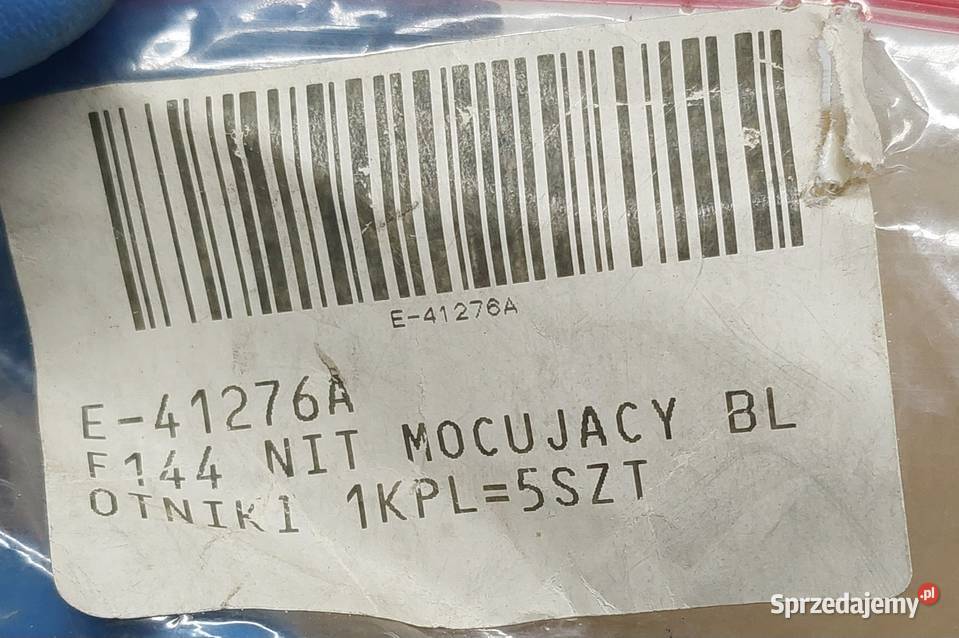 E-41276A
E-41276A
F144 NIT MOCUJACY BL
OTNIKI 1KPL=5SZT
Sprzedajemy.pl